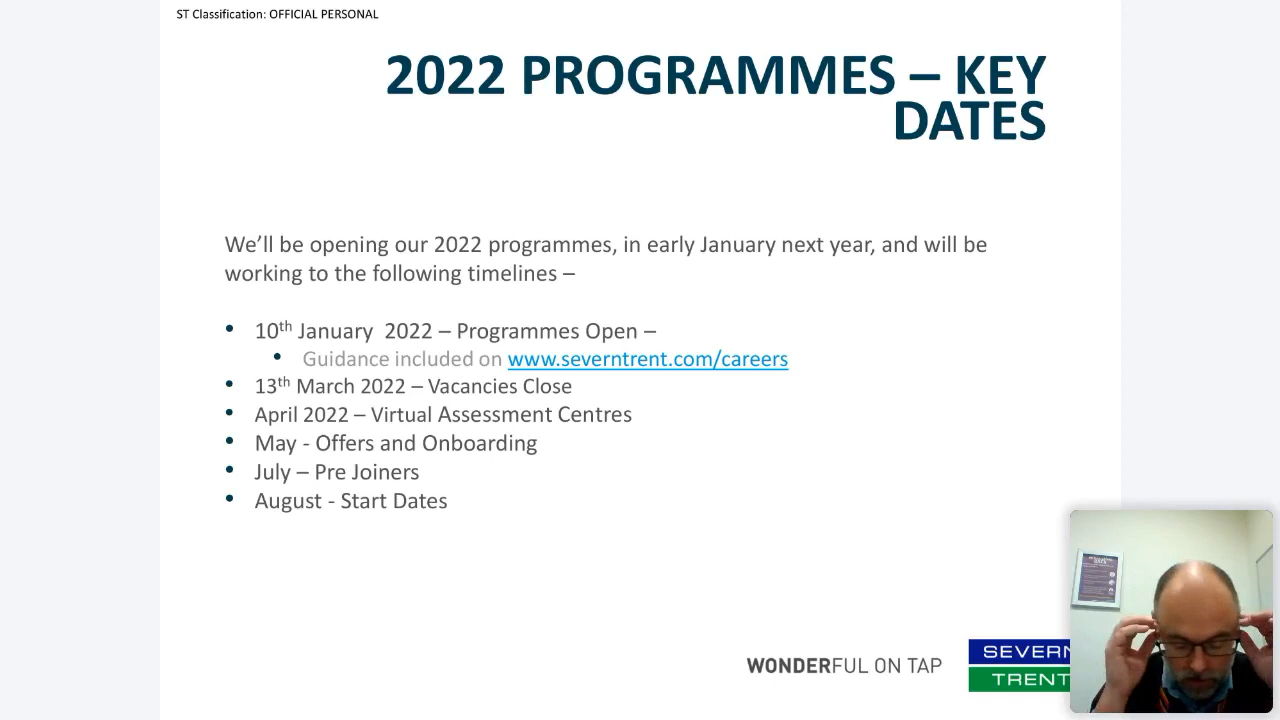 ST Classification: OFFICIAL PERSONAL
2022 PROGRAMMES – KEY
DATES
We’ll be opening our 2022 programmes, in early January next year, and will be
working to the following timelines –
• 10th January 2022 – Programmes Open –
• Guidance included on www.severntrent.com/careers
• 13th March 2022 – Vacancies Close
• April 2022 – Virtual Assessment Centres
• May - Offers and Onboarding
• July – Pre Joiners
• August - Start Dates
WONDERFUL ON TAP
SEVERN
TRENT